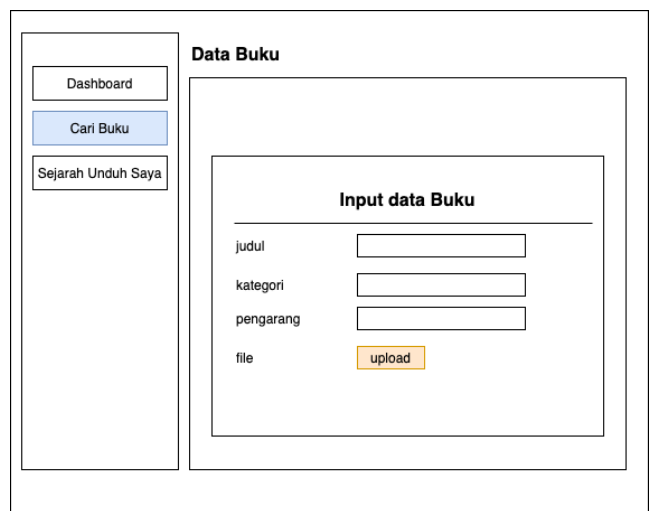 Data Buku
Dashboard
Cari Buku
Sejarah Unduh Saya
Input data Buku
judul
kategori
pengarang
file
upload